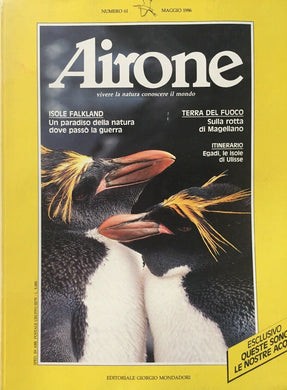 NUMERO 61
MAGGIO 1986
Airone
vivere la natura conoscere il mondo
ISOLE FALKLAND
Un paradiso della natura
dove passò la guerra
TERRA DEL FUOCO
Sulla rotta
di Magellano
ITINERARIO
Egadi, le isole
di Ulisse
ESCLUSIVO
QUESTE SONO
LE NOSTRE ACQ
EDITORIALE GIORGIO MONDADORI